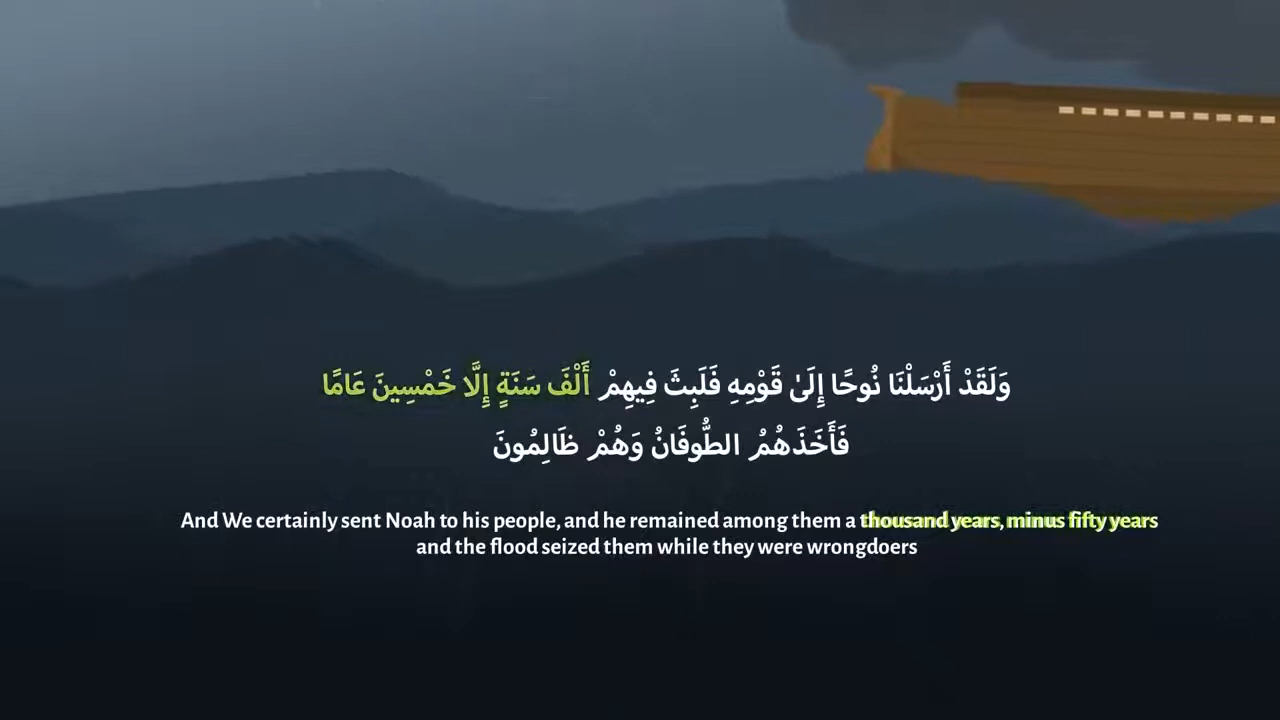 وَلَقَدْ أَرْسَلْنَا نُوحًا إِلَىٰ قَوْمِهِ فَلَبِثَ فِيهِمْ أَلْفَ سَنَةٍ إِلَّا خَمْسِينَ عَامًا
فَأَخَذَهُمُ الطُّوفَانُ وَهُمْ ظَالِمُونَ
And We certainly sent Noah to his people, and he remained among them a thousand years, minus fifty years
and the flood seized them while they were wrongdoers